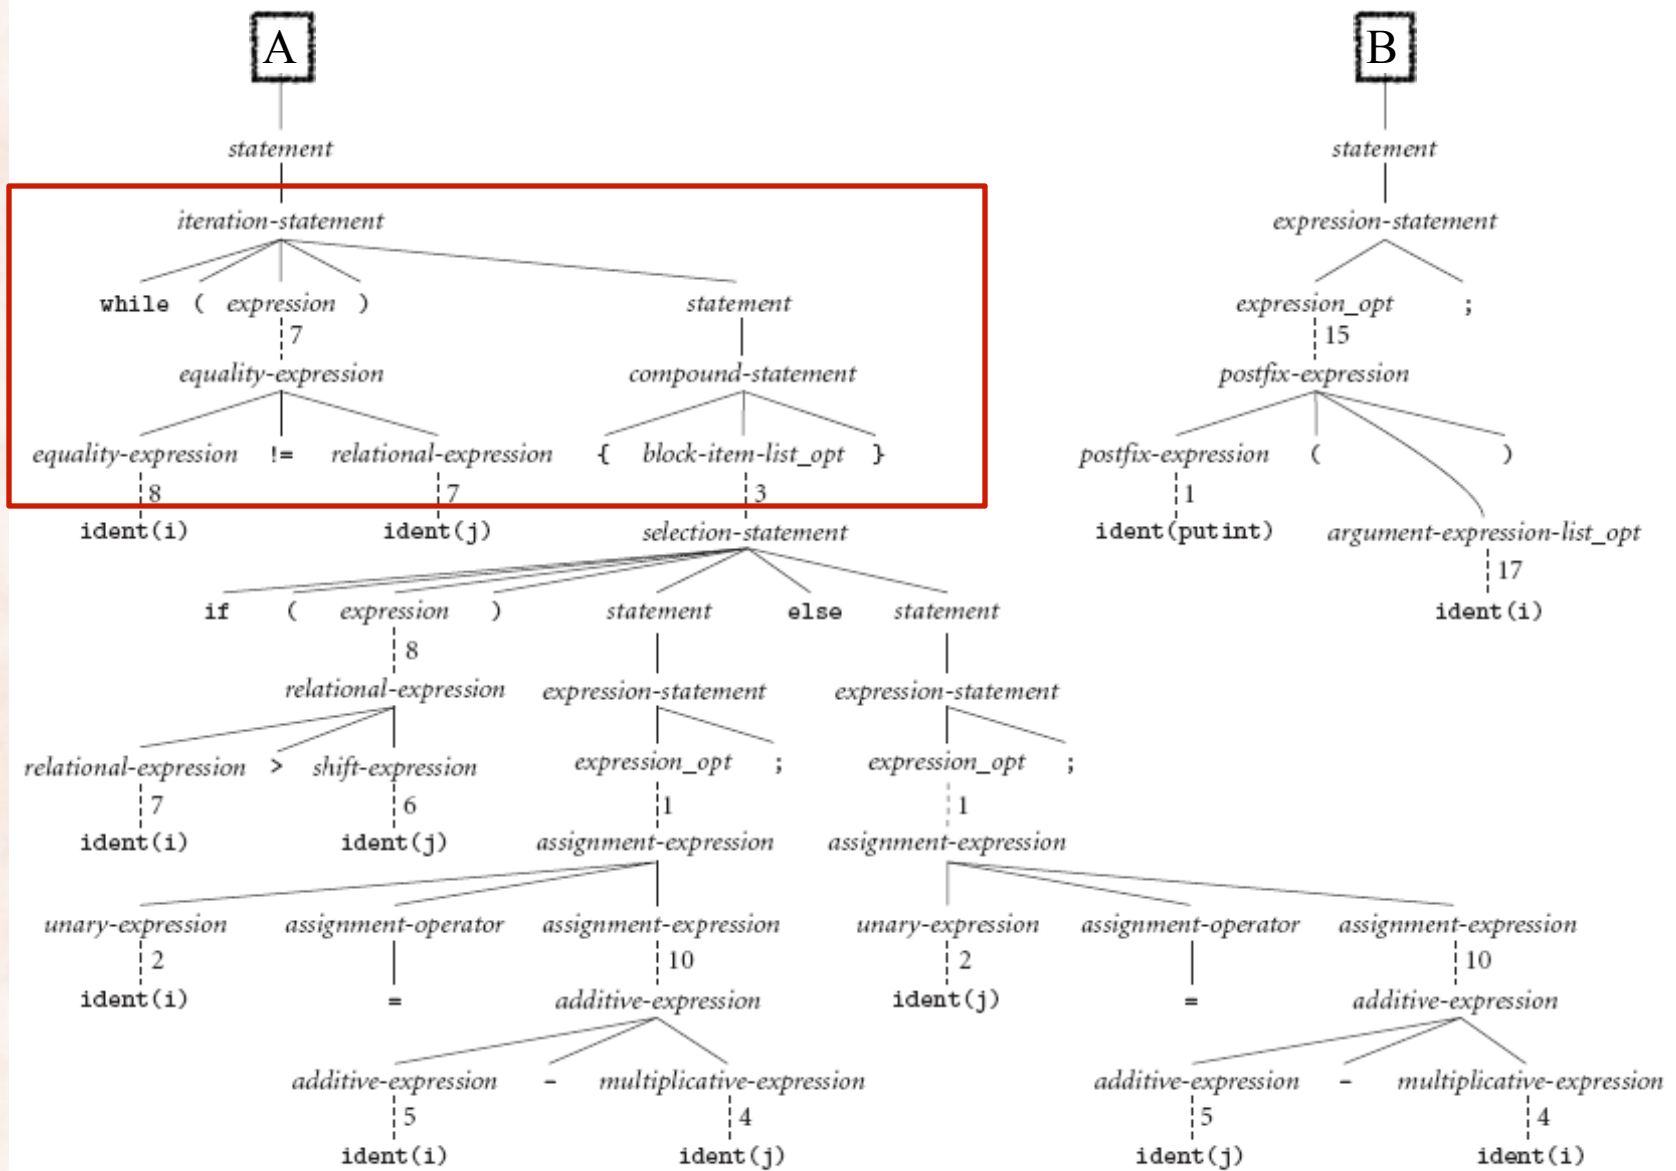 A B
statement statement
iteration-statement expression-statement
while ( expression ) statement expression_opt ;
7 15
equality-expression compound-statement postfix-expression
equality-expression != relational-expression { block-item-list_opt } postfix-expression ( )
8 7 3 1
ident(i) ident(j) selection-statement ident(putint) argument-expression-list_opt
17
if ( expression ) statement else statement ident(i)
8
relational-expression expression-statement expression-statement
relational-expression > shift-expression expression_opt ; expression_opt ;
7 6 1 1
ident(i) ident(j) assignment-expression assignment-expression
unary-expression assignment-operator assignment-expression unary-expression assignment-operator assignment-expression
2 10 2 10
ident(i) = additive-expression ident(j) = additive-expression
additive-expression - multiplicative-expression additive-expression - multiplicative-expression
5 4 5 4
ident(i) ident(j) ident(j) ident(i)